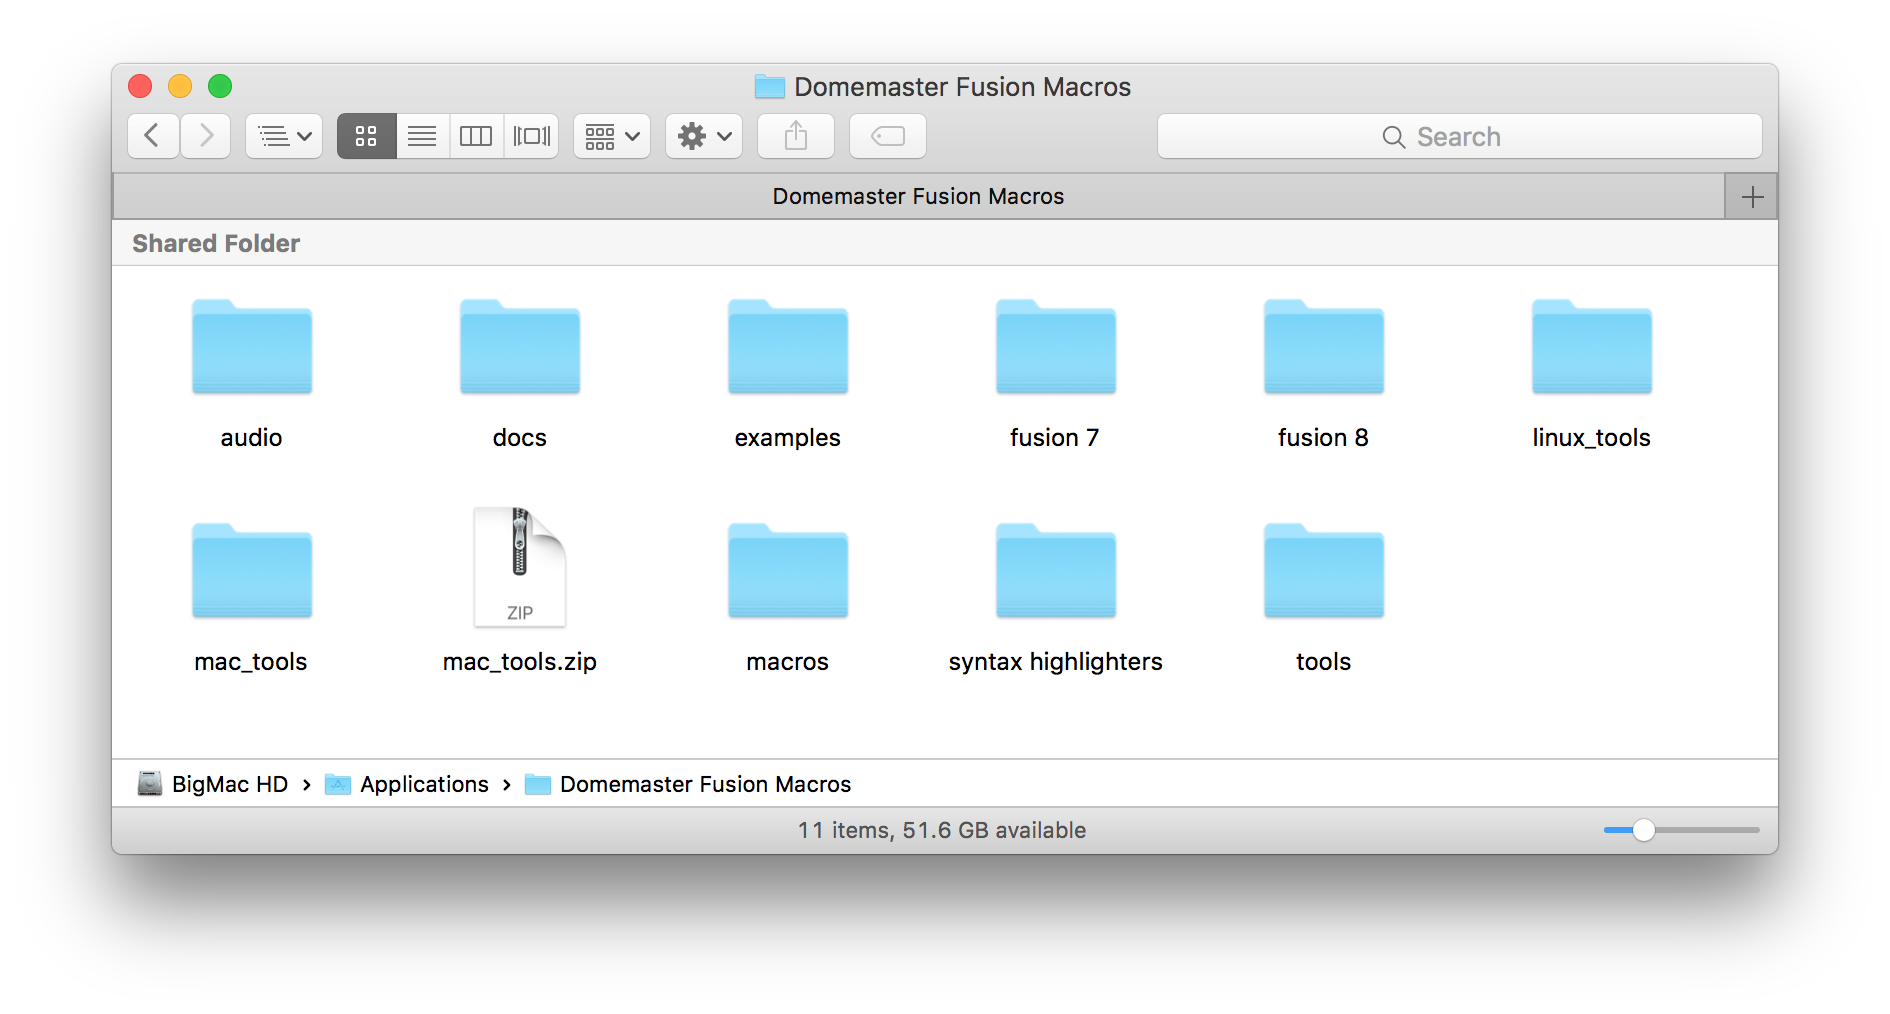 Domemaster Fusion Macros
Search
Domemaster Fusion Macros
Shared Folder
audio docs examples fusion 7 fusion 8 linux_tools
ZIP
mac_tools mac_tools.zip macros syntax highlighters tools
BigMac HD › Applications › Domemaster Fusion Macros
11 items, 51.6 GB available